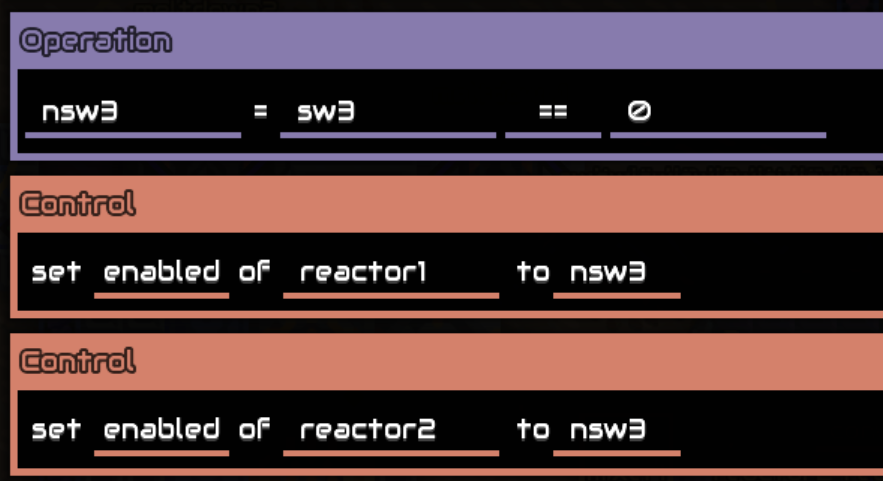 Operation
nsw3 = sw3 == 0
Control
set enabled of reactor1 to nsw3
Control
set enabled of reactor2 to nsw3